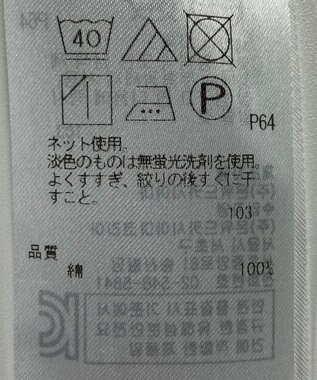 40
P
P64
ネット使用。
淡色のものは無蛍光洗剤を使用。
よくすすぎ、絞りの後すぐに干
すこと。
103
品質
綿 100%